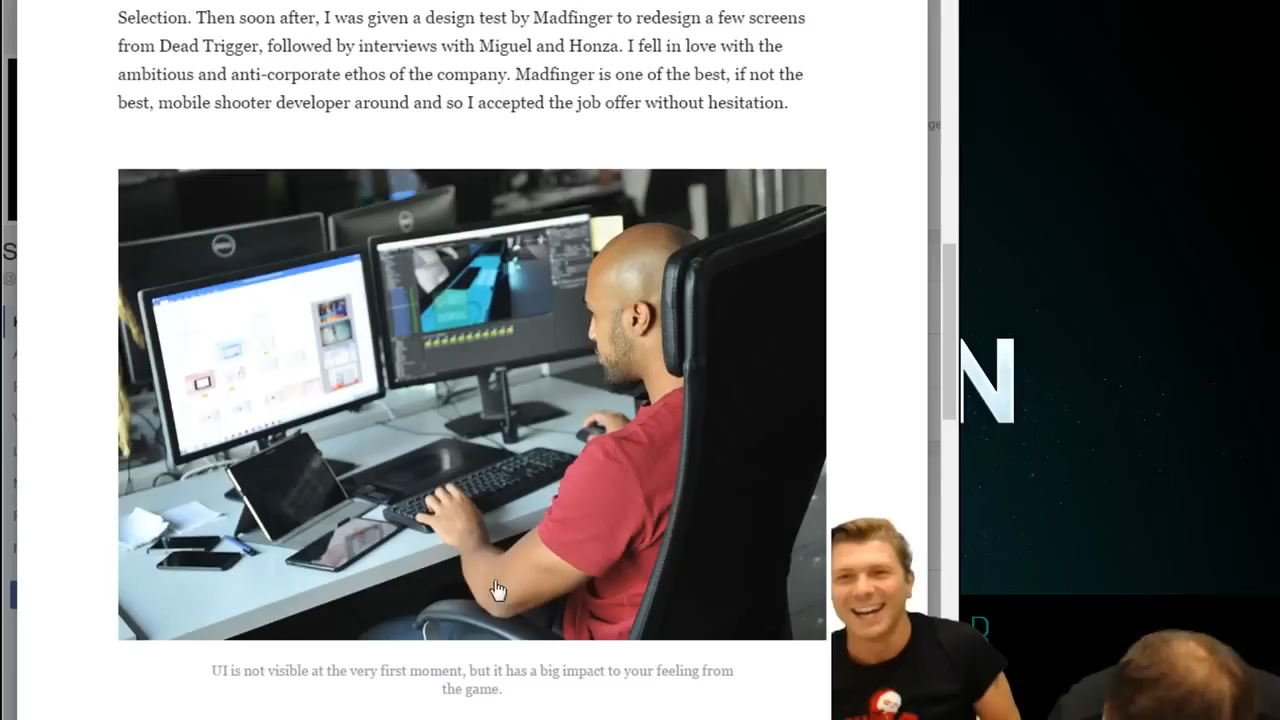 Selection. Then soon after, I was given a design test by Madfinger to redesign a few screens
from Dead Trigger, followed by interviews with Miguel and Honza. I fell in love with the
ambitious and anti-corporate ethos of the company. Madfinger is one of the best, if not the
best, mobile shooter developer around and so I accepted the job offer without hesitation.
UI is not visible at the very first moment, but it has a big impact to your feeling from
the game.
N